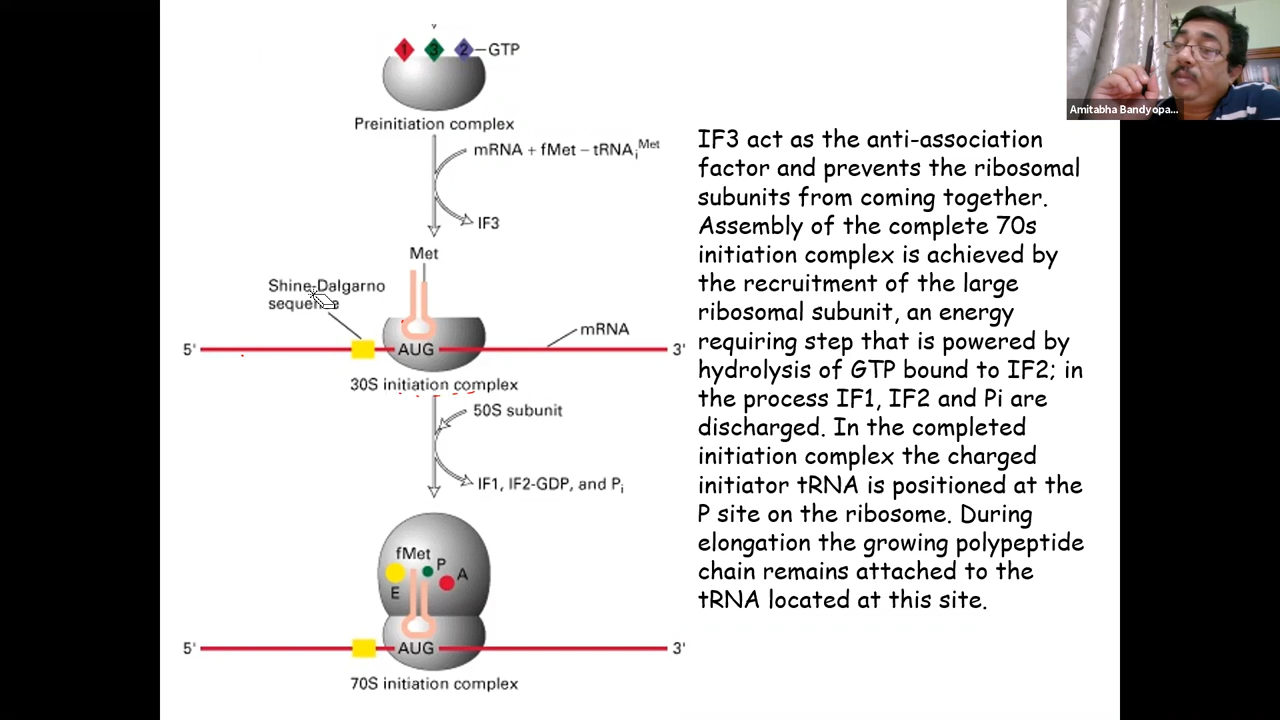 1 3 2 GTP
Preinitiation complex
mRNA + fMet – tRNAiMet
IF3
Met
Shine-Dalgarno
sequence
mRNA
5' AUG 3'
30S initiation complex
50S subunit
IF1, IF2-GDP, and Pi
fMet
P
A
E
5' AUG 3'
70S initiation complex
Amitabha Bandyopa...
IF3 act as the anti-association
factor and prevents the ribosomal
subunits from coming together.
Assembly of the complete 70s
initiation complex is achieved by
the recruitment of the large
ribosomal subunit, an energy
requiring step that is powered by
hydrolysis of GTP bound to IF2; in
the process IF1, IF2 and Pi are
discharged. In the completed
initiation complex the charged
initiator tRNA is positioned at the
P site on the ribosome. During
elongation the growing polypeptide
chain remains attached to the
tRNA located at this site.